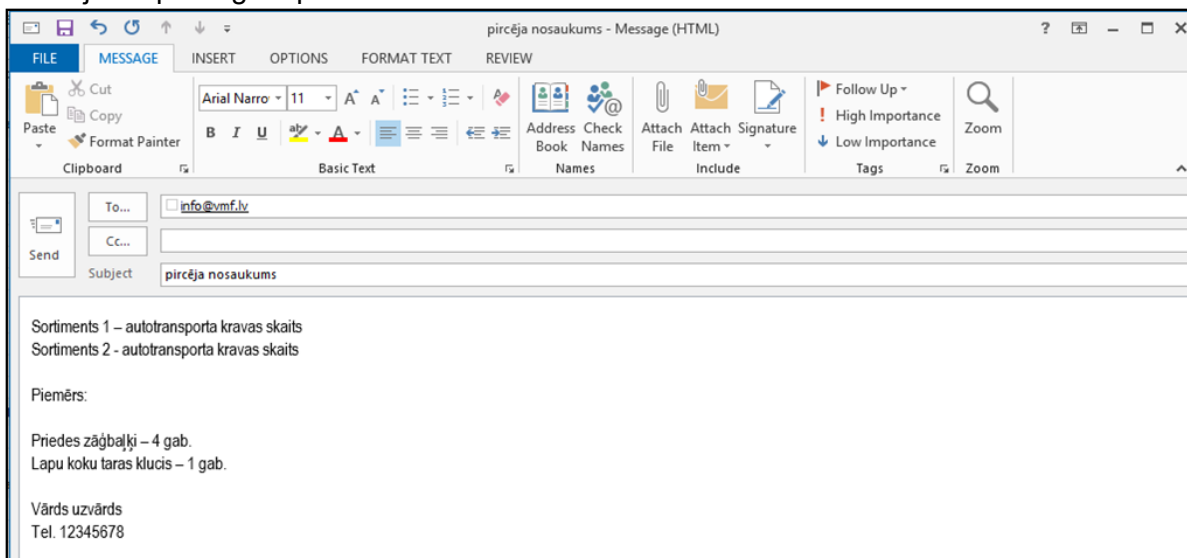 pircēja nosaukums - Message (HTML)
FILE MESSAGE INSERT OPTIONS FORMAT TEXT REVIEW
Paste
Cut
Copy
Format Painter
Clipboard
Arial Narro 11
B I U
Basic Text
Address Book
Check Names
Names
Attach File
Attach Item
Signature
Include
Follow Up
High Importance
Low Importance
Tags
Zoom
Zoom
Send
To... info@vmf.lv
Cc...
Subject pircēja nosaukums
Sortiments 1 – autotransporta kravas skaits
Sortiments 2 - autotransporta kravas skaits
Piemērs:
Priedes zāģbaļķi – 4 gab.
Lapu koku taras klucis – 1 gab.
Vārds uzvārds
Tel. 12345678